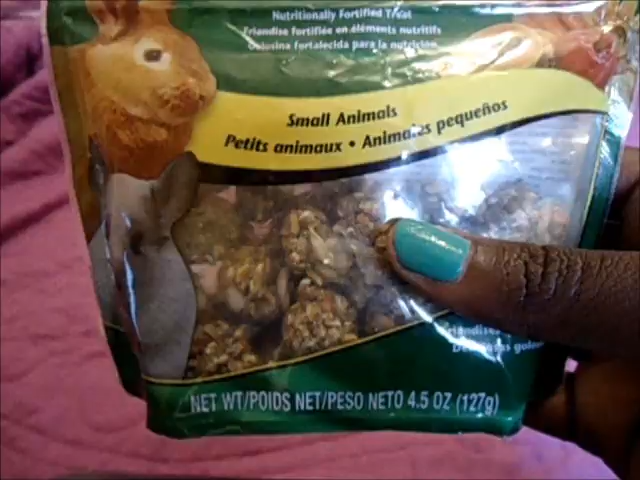 Nutritionally Fortified Treat
Friandise fortifiée en éléments nutritifs
Golosina fortalecida para la nutrición
Small Animals
Petits animaux • Animales pequeños
NET WT/POIDS NET/PESO NETO 4.5 OZ (127g)